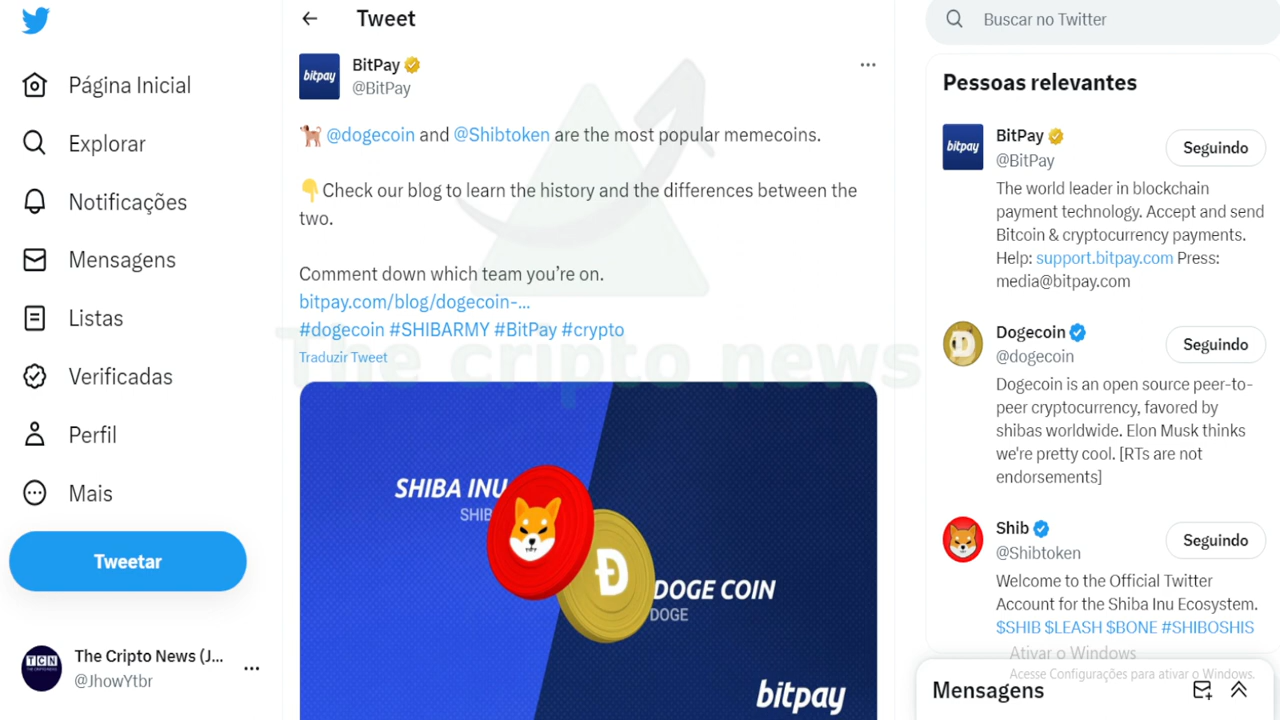 Página Inicial
Explorar
Notificações
Mensagens
Listas
Verificadas
Perfil
Mais
Tweetar
TCN
The Cripto News (J...
@JhowYtbr
Tweet
bitpay
BitPay
@BitPay
@dogecoin and @Shibtoken are the most popular memecoins.
Check our blog to learn the history and the differences between the
two.
Comment down which team you're on.
bitpay.com/blog/dogecoin-...
#dogecoin #SHIBARMY #BitPay #crypto
Traduzir Tweet
The cripto news
SHIBA INU
SHIB
DOGE COIN
DOGE
bitpay
Buscar no Twitter
Pessoas relevantes
bitpay
BitPay
@BitPay
Seguindo
The world leader in blockchain
payment technology. Accept and send
Bitcoin & cryptocurrency payments.
Help: support.bitpay.com Press:
media@bitpay.com
Dogecoin
@dogecoin
Seguindo
Dogecoin is an open source peer-to-
peer cryptocurrency, favored by
shibas worldwide. Elon Musk thinks
we're pretty cool. [RTs are not
endorsements]
Shib
@Shibtoken
Seguindo
Welcome to the Official Twitter
Account for the Shiba Inu Ecosystem.
$SHIB $LEASH $BONE #SHIBOSHIS
Ativar o Windows
Acesse Configurações para ativar o Windows.
Mensagens